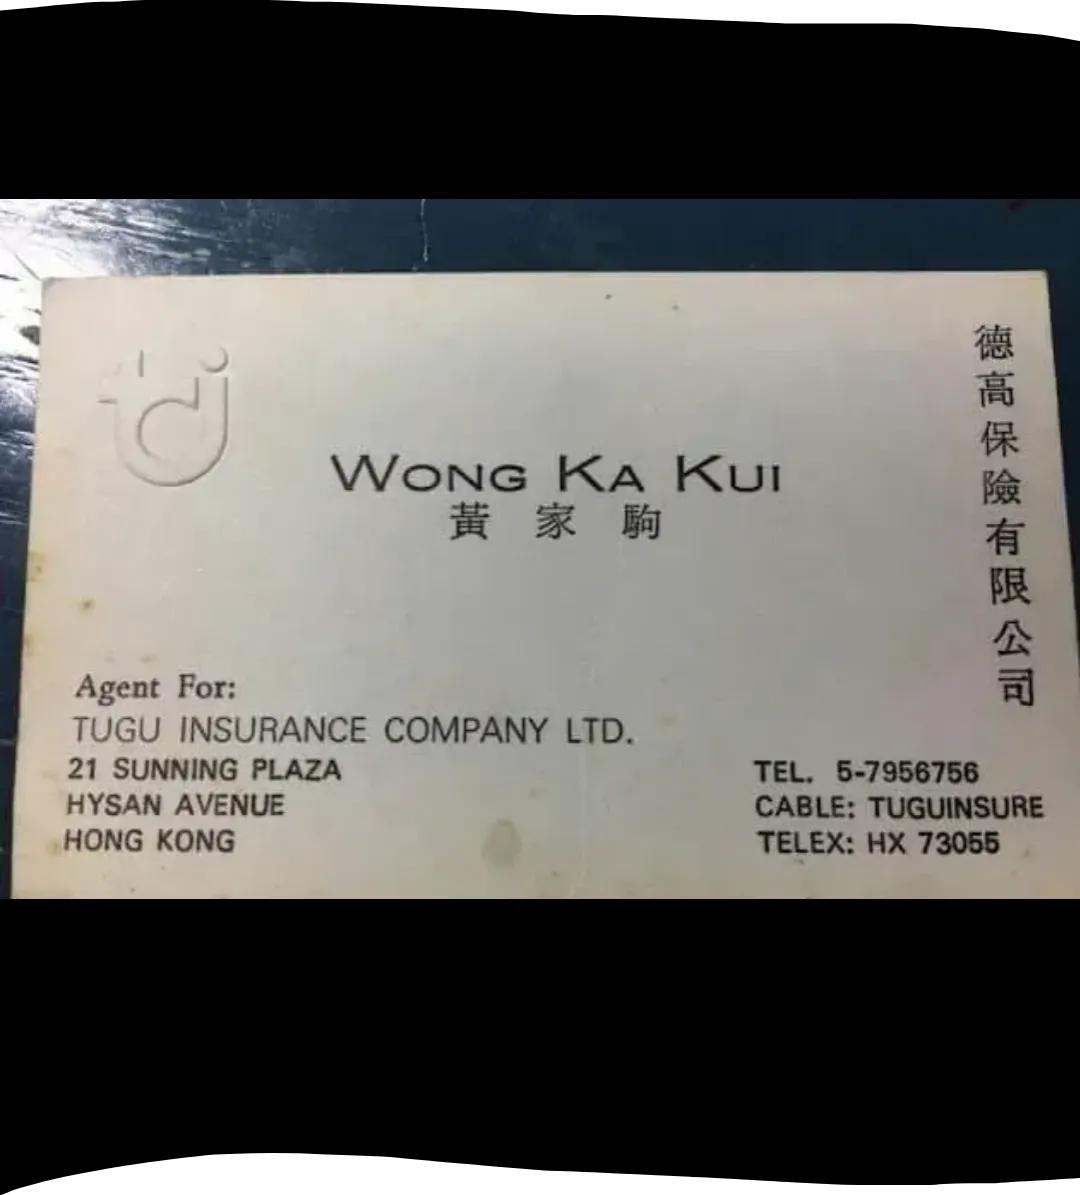 德高保險有限公司
WONG KA KUI
黃家駒
Agent For:
TUGU INSURANCE COMPANY LTD.
21 SUNNING PLAZA
HYSAN AVENUE
HONG KONG
TEL. 5-7956756
CABLE: TUGUINSURE
TELEX: HX 73055